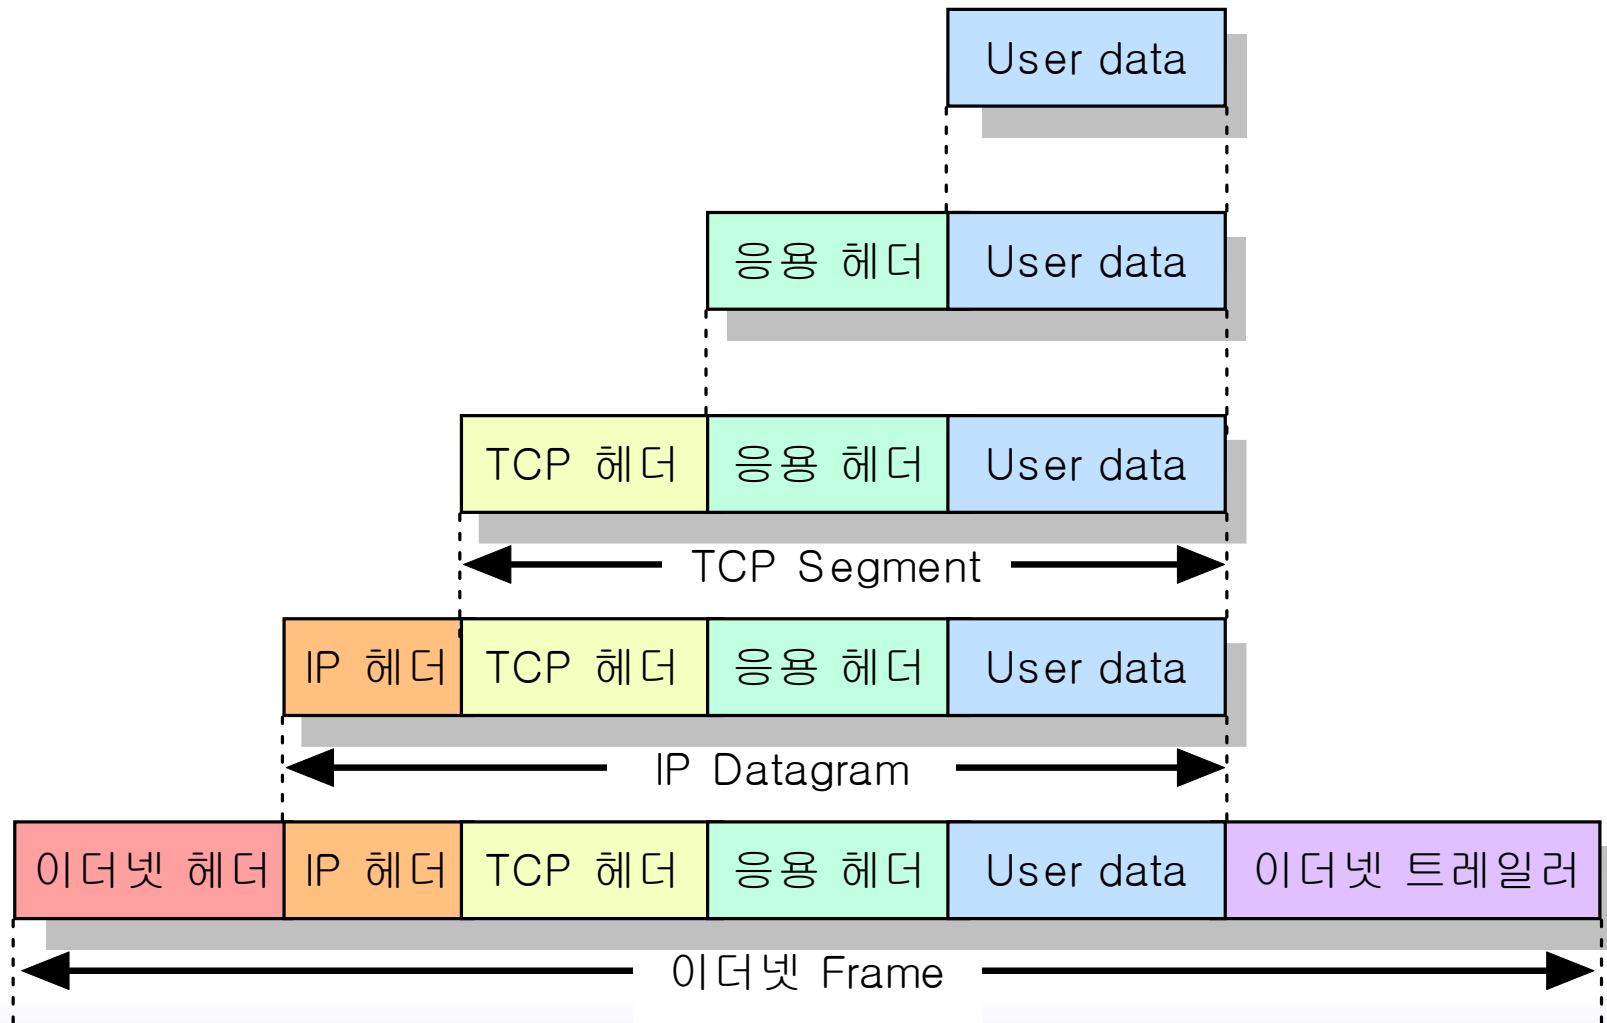 User data
응용 헤더 User data
TCP 헤더 응용 헤더 User data
TCP Segment
IP 헤더 TCP 헤더 응용 헤더 User data
IP Datagram
이더넷 헤더 IP 헤더 TCP 헤더 응용 헤더 User data 이더넷 트레일러
이더넷 Frame